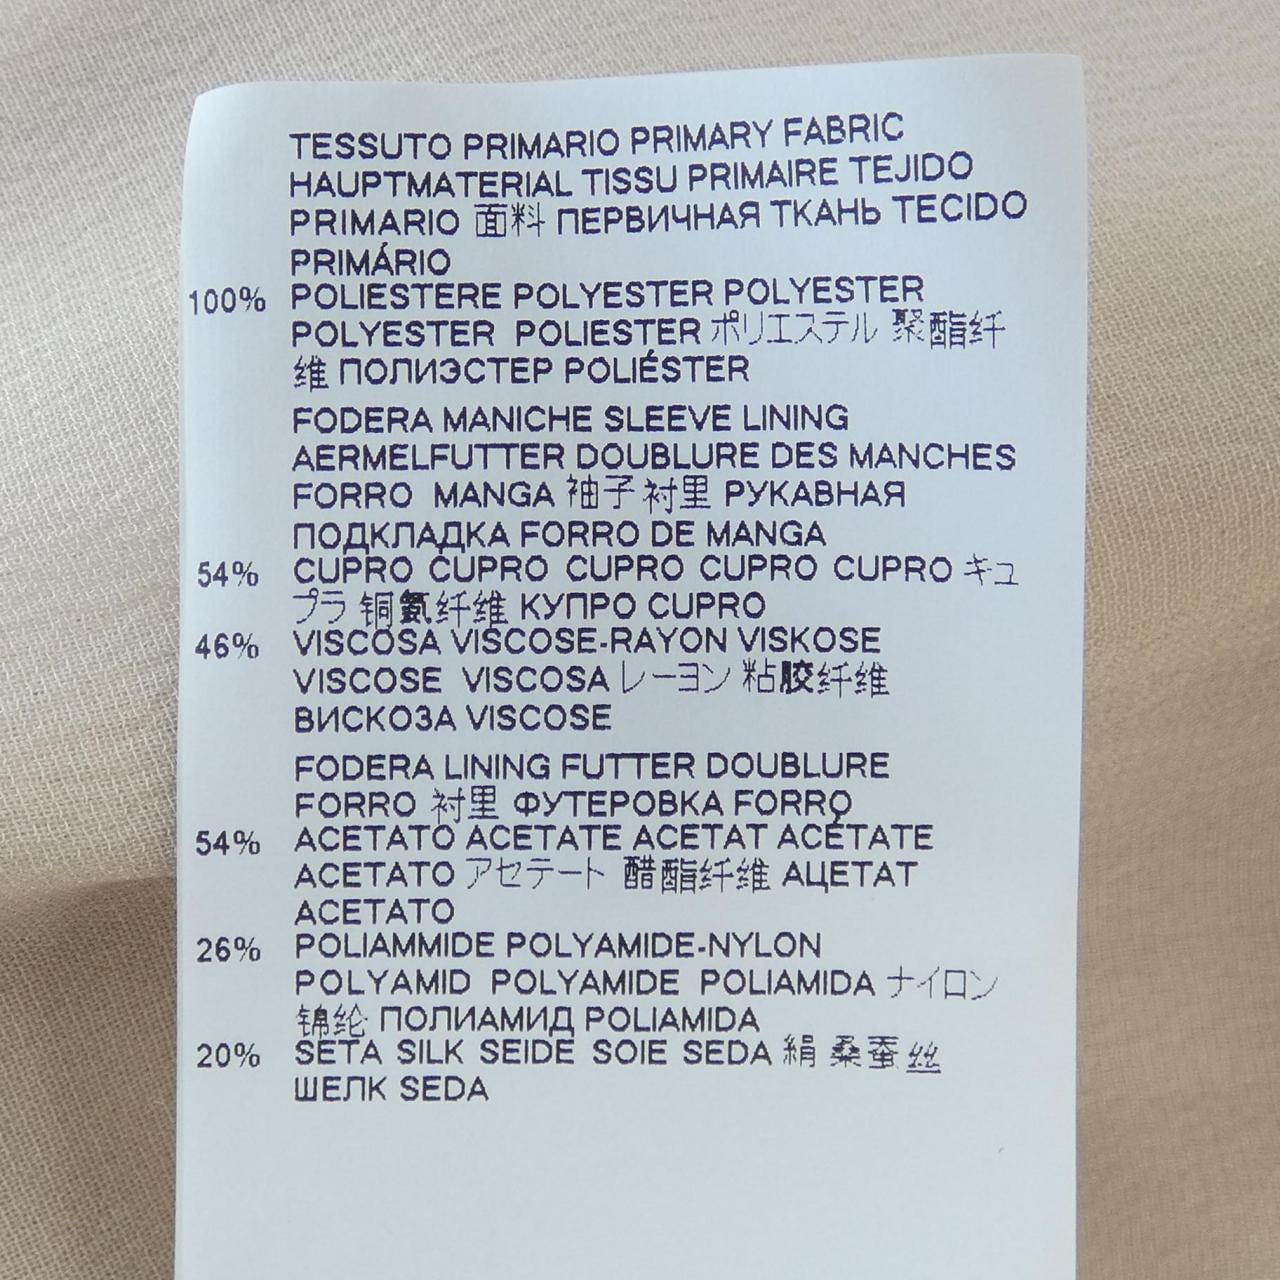 TESSUTO PRIMARIO PRIMARY FABRIC
HAUPTMATERIAL TISSU PRIMAIRE TEJIDO
PRIMARIO 面料 ПЕРВИЧНАЯ ТКАНЬ TECIDO
PRIMÁRIO
100% POLIESTERE POLYESTER POLYESTER
POLYESTER POLIESTER ポリエステル 聚酯纤
维 ПОЛИЭСТЕР POLIÉSTER
FODERA MANICHE SLEEVE LINING
AERMELFUTTER DOUBLURE DES MANCHES
FORRO MANGA 袖子衬里 РУКАВНАЯ
ПОДКЛАДКА FORRO DE MANGA
54% CUPRO CUPRO CUPRO CUPRO CUPRO キュ
プラ 铜氨纤维 КУПРО CUPRO
46% VISCOSA VISCOSE-RAYON VISKOSE
VISCOSE VISCOSA レーヨン 粘胶纤维
ВИСКОЗА VISCOSE
FODERA LINING FUTTER DOUBLURE
FORRO 衬里 ФУТЕРОВКА FORRO
54% ACETATO ACETATE ACETAT ACÉTATE
ACETATO アセテート 醋酯纤维 АЦЕТАТ
ACETATO
26% POLIAMMIDE POLYAMIDE-NYLON
POLYAMID POLYAMIDE POLIAMIDA ナイロン
锦纶 ПОЛИАМИД POLIAMIDA
20% SETA SILK SEIDE SOIE SEDA 絹 桑蚕丝
ШЕЛК SEDA